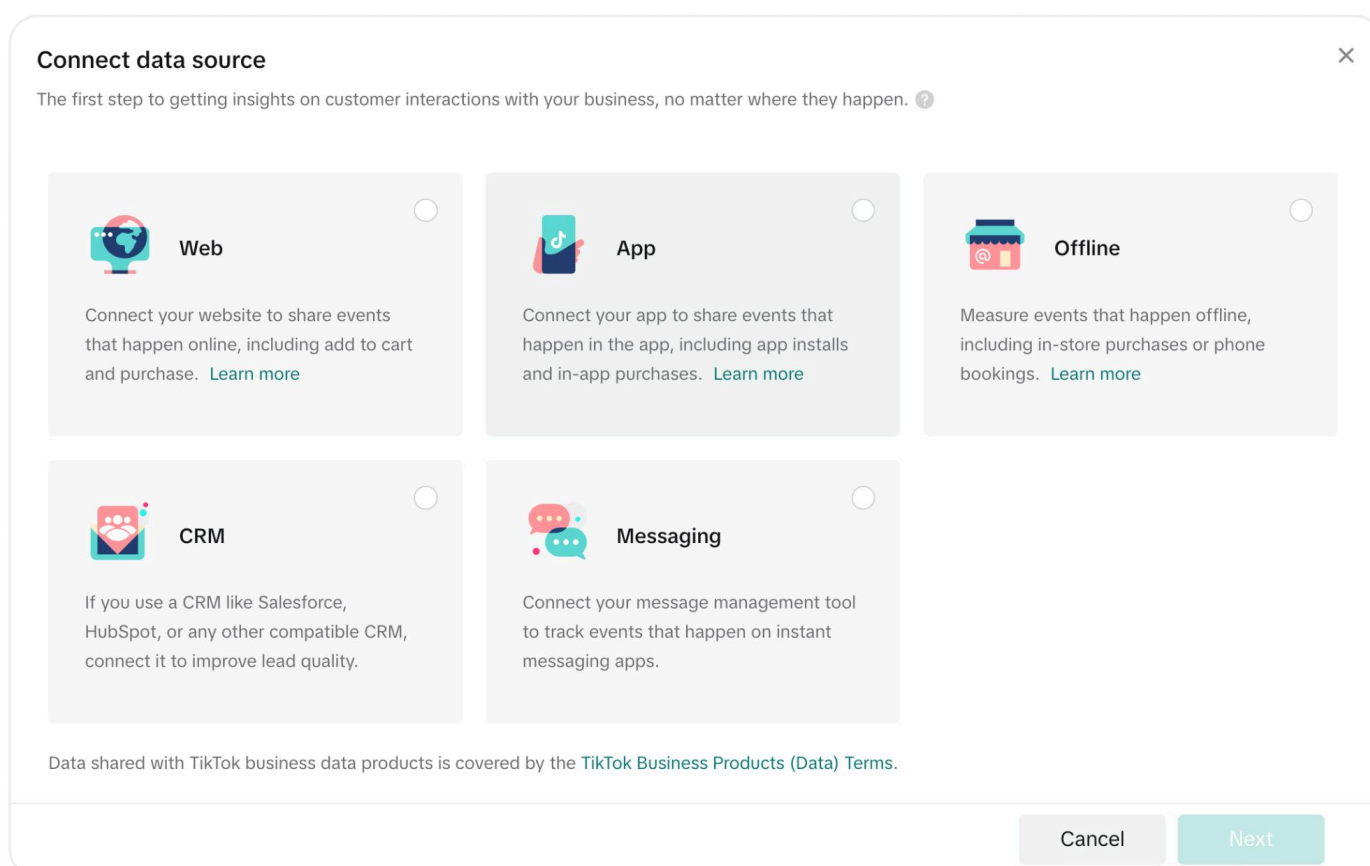 Connect data source
The first step to getting insights on customer interactions with your business, no matter where they happen. ?
Web
Connect your website to share events
that happen online, including add to cart
and purchase. Learn more
App
Connect your app to share events that
happen in the app, including app installs
and in-app purchases. Learn more
Offline
Measure events that happen offline,
including in-store purchases or phone
bookings. Learn more
CRM
If you use a CRM like Salesforce,
HubSpot, or any other compatible CRM,
connect it to improve lead quality.
Messaging
Connect your message management tool
to track events that happen on instant
messaging apps.
Data shared with TikTok business data products is covered by the TikTok Business Products (Data) Terms.
Cancel
Next